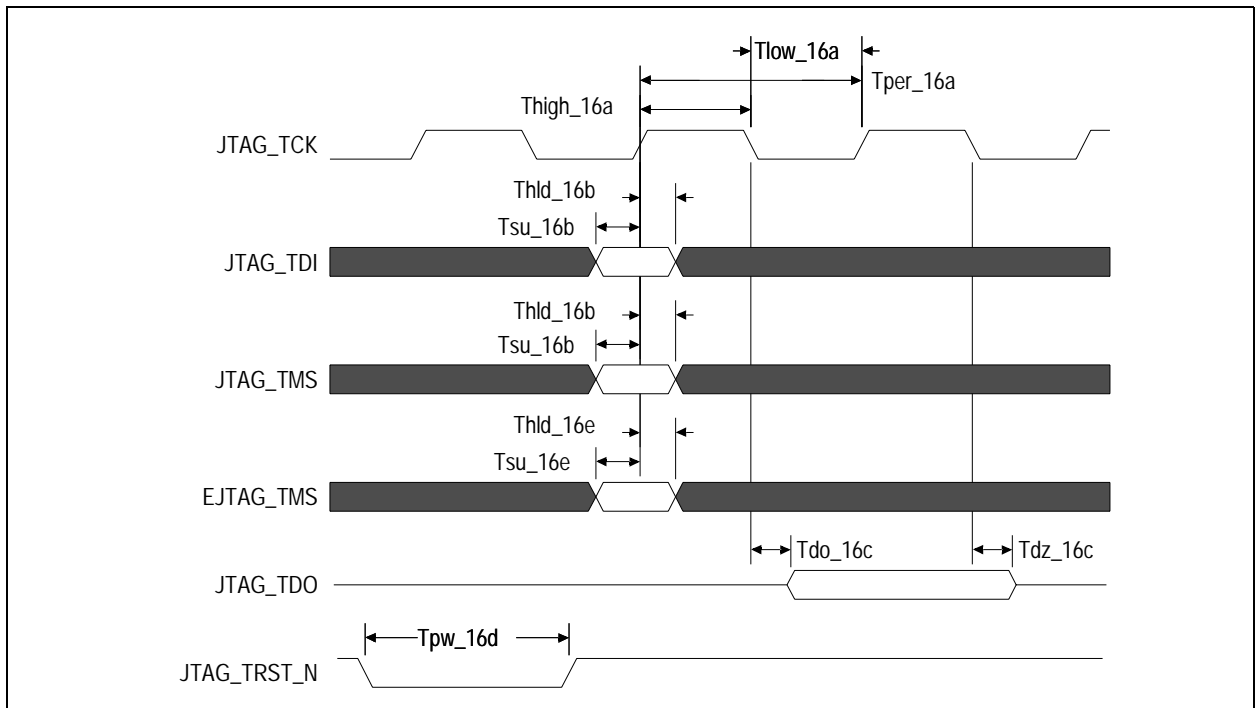 Tlow_16a
Tper_16a
Thigh_16a
JTAG_TCK
Thld_16b
Tsu_16b
JTAG_TDI
Thld_16b
Tsu_16b
JTAG_TMS
Thld_16e
Tsu_16e
EJTAG_TMS
Tdo_16c
Tdz_16c
JTAG_TDO
Tpw_16d
JTAG_TRST_N